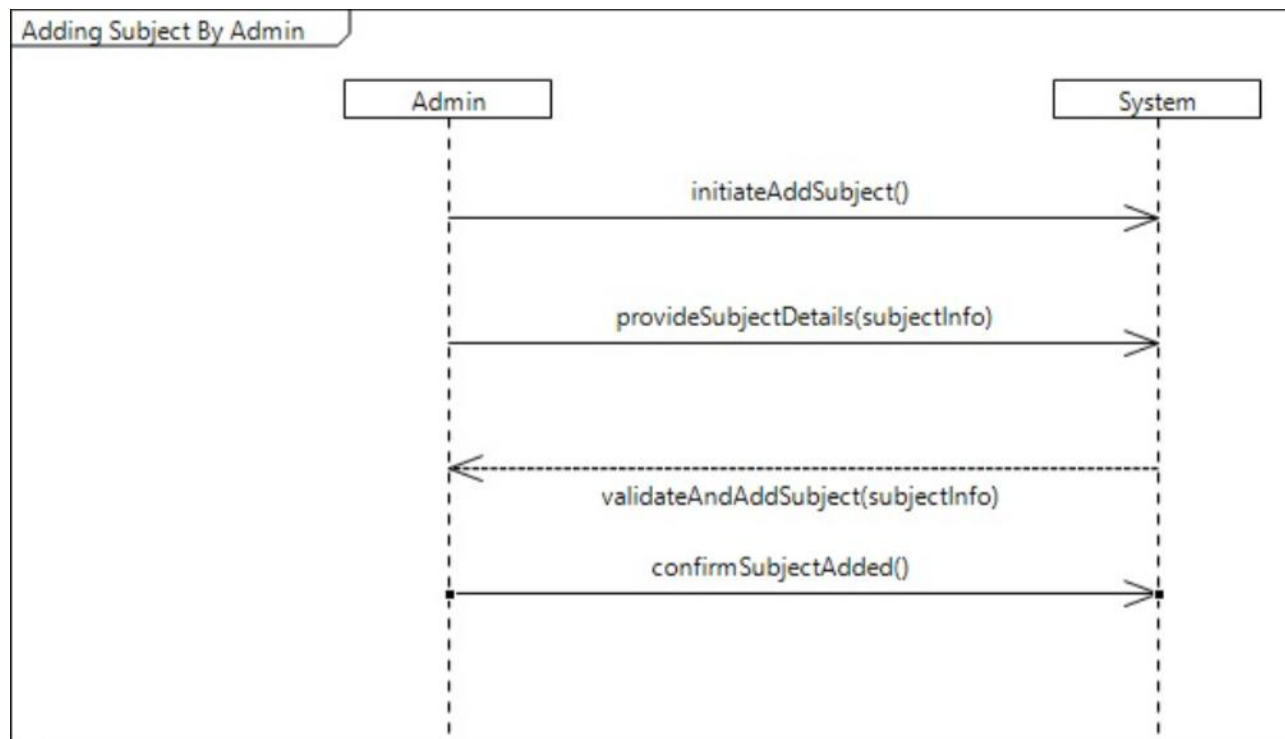 Adding Subject By Admin
Admin
System
initiateAddSubject()
provideSubjectDetails(subjectInfo)
validateAndAddSubject(subjectInfo)
confirmSubjectAdded()